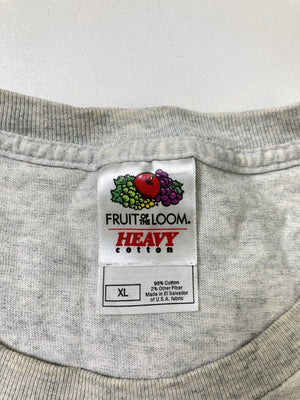 FRUIT OF THE LOOM®
HEAVY
cotton
XL
98% Cotton
2% Other Fiber
Made in El Salvador
of U.S.A. fabric